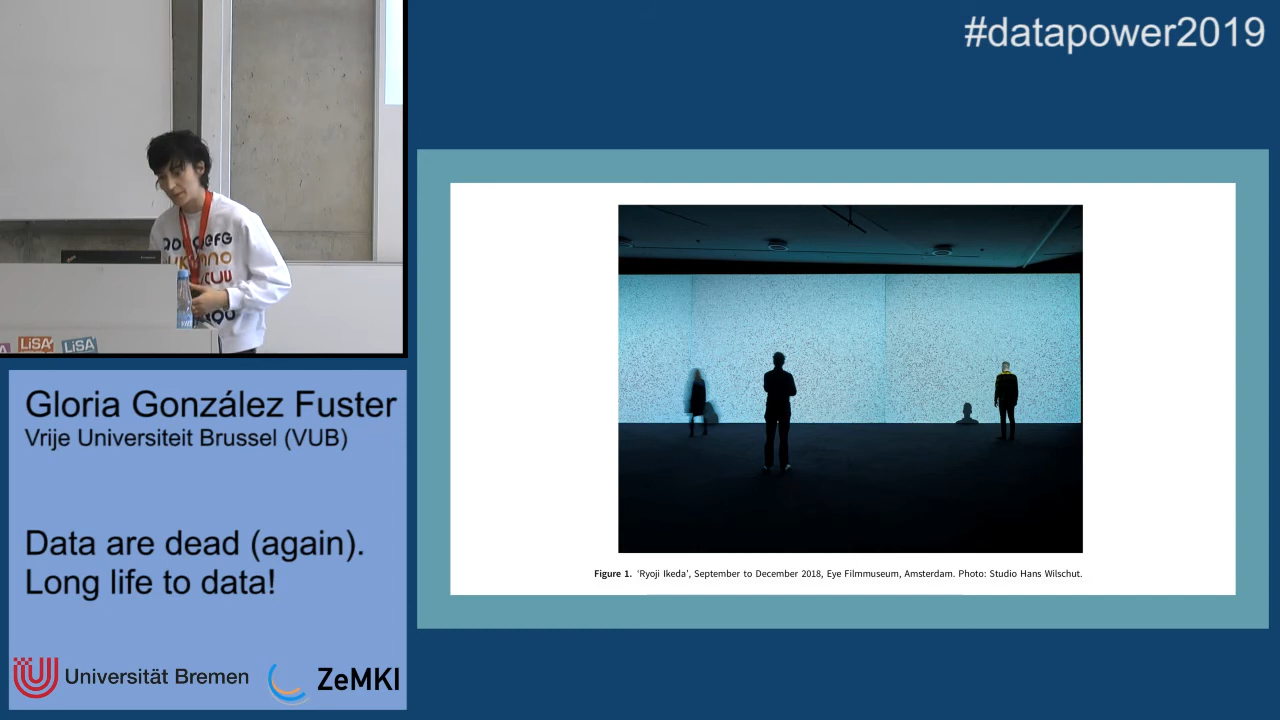 #datapower2019
LiSA
LiSA
Gloria González Fuster
Vrije Universiteit Brussel (VUB)
Data are dead (again).
Long life to data!
Universität Bremen
ZeMKI
Figure 1. ‘Ryoji Ikeda’, September to December 2018, Eye Filmmuseum, Amsterdam. Photo: Studio Hans Wilschut.